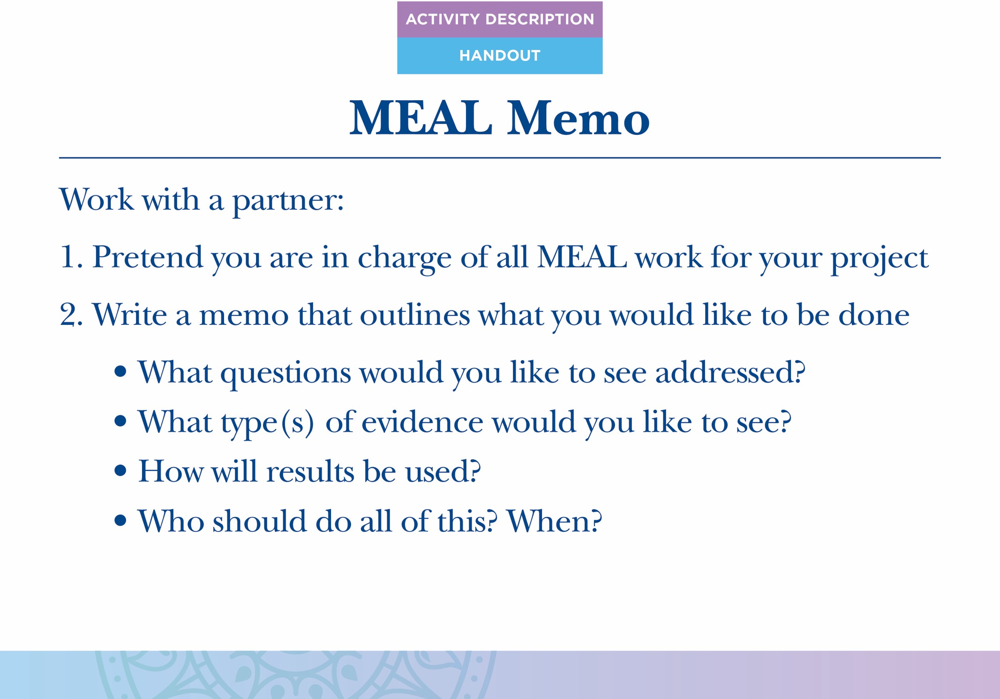 ACTIVITY DESCRIPTION
HANDOUT
MEAL Memo
Work with a partner:
1. Pretend you are in charge of all MEAL work for your project
2. Write a memo that outlines what you would like to be done
• What questions would you like to see addressed?
• What type(s) of evidence would you like to see?
• How will results be used?
• Who should do all of this? When?